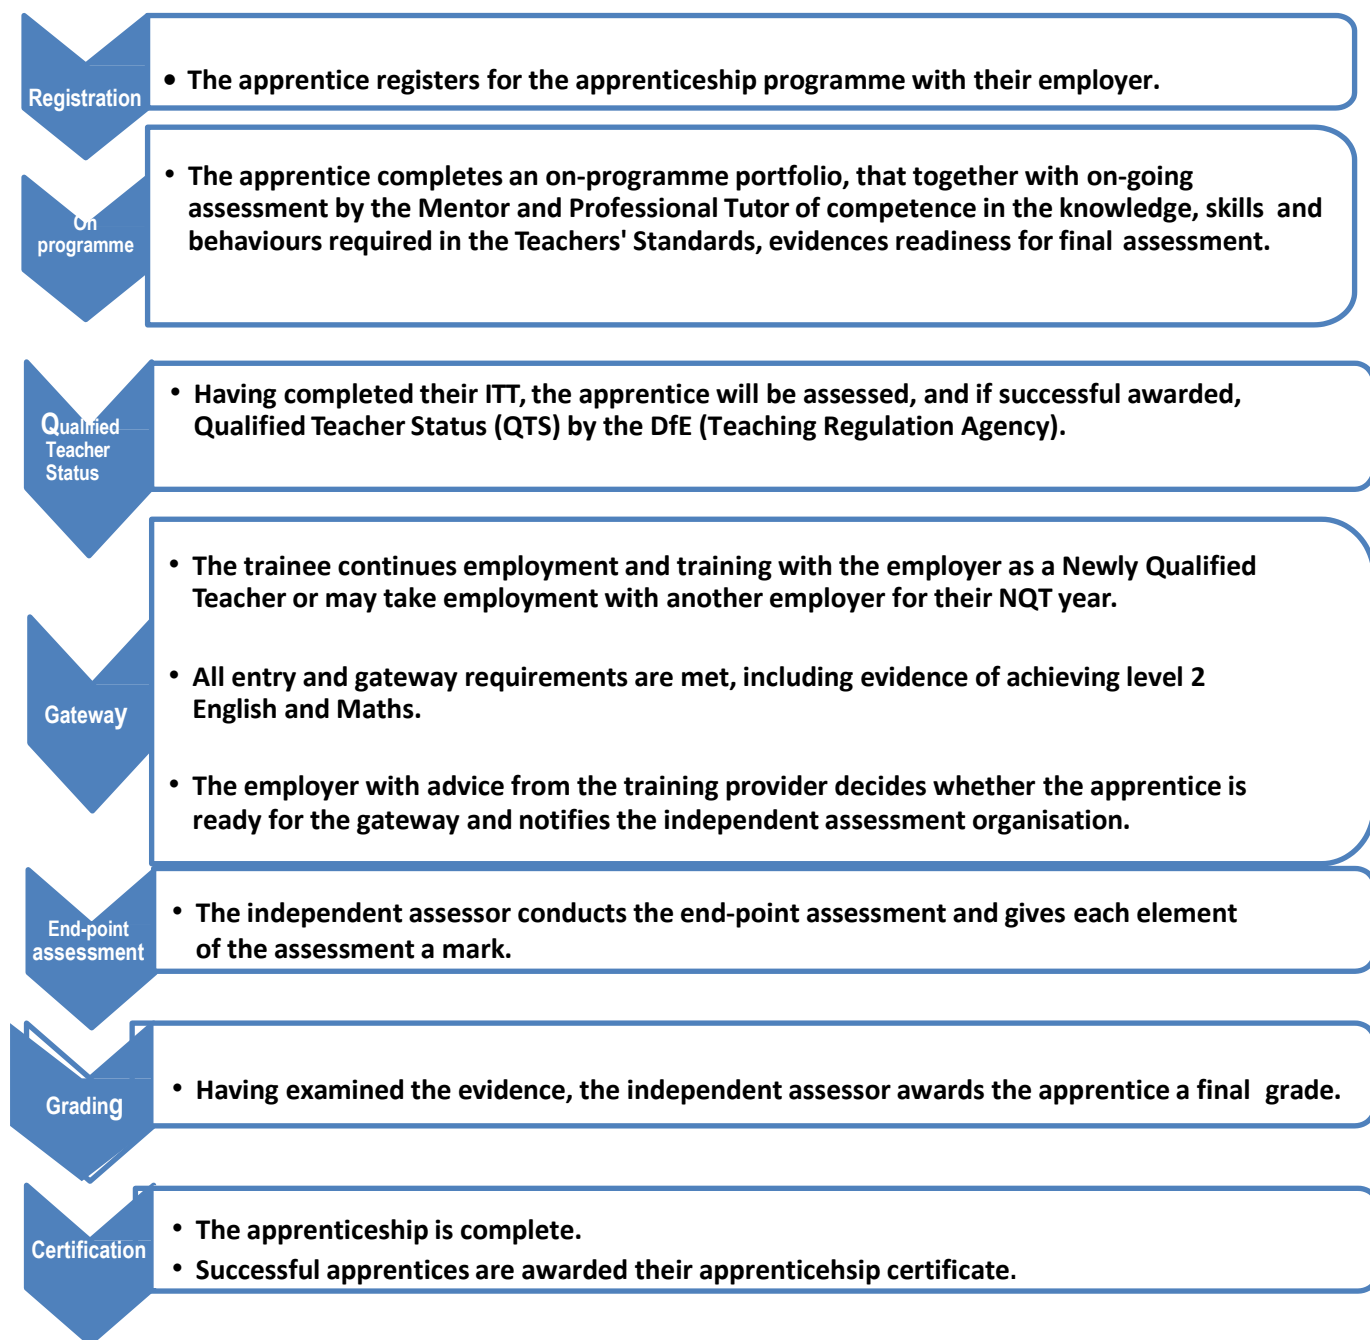 Registration
• The apprentice registers for the apprenticeship programme with their employer.
On
programme
• The apprentice completes an on-programme portfolio, that together with on-going
assessment by the Mentor and Professional Tutor of competence in the knowledge, skills and
behaviours required in the Teachers' Standards, evidences readiness for final assessment.
Qualified
Teacher
Status
• Having completed their ITT, the apprentice will be assessed, and if successful awarded,
Qualified Teacher Status (QTS) by the DfE (Teaching Regulation Agency).
Gateway
• The trainee continues employment and training with the employer as a Newly Qualified
Teacher or may take employment with another employer for their NQT year.
• All entry and gateway requirements are met, including evidence of achieving level 2
English and Maths.
• The employer with advice from the training provider decides whether the apprentice is
ready for the gateway and notifies the independent assessment organisation.
End-point
assessment
• The independent assessor conducts the end-point assessment and gives each element
of the assessment a mark.
Grading
• Having examined the evidence, the independent assessor awards the apprentice a final grade.
Certification
• The apprenticeship is complete.
• Successful apprentices are awarded their apprenticehsip certificate.